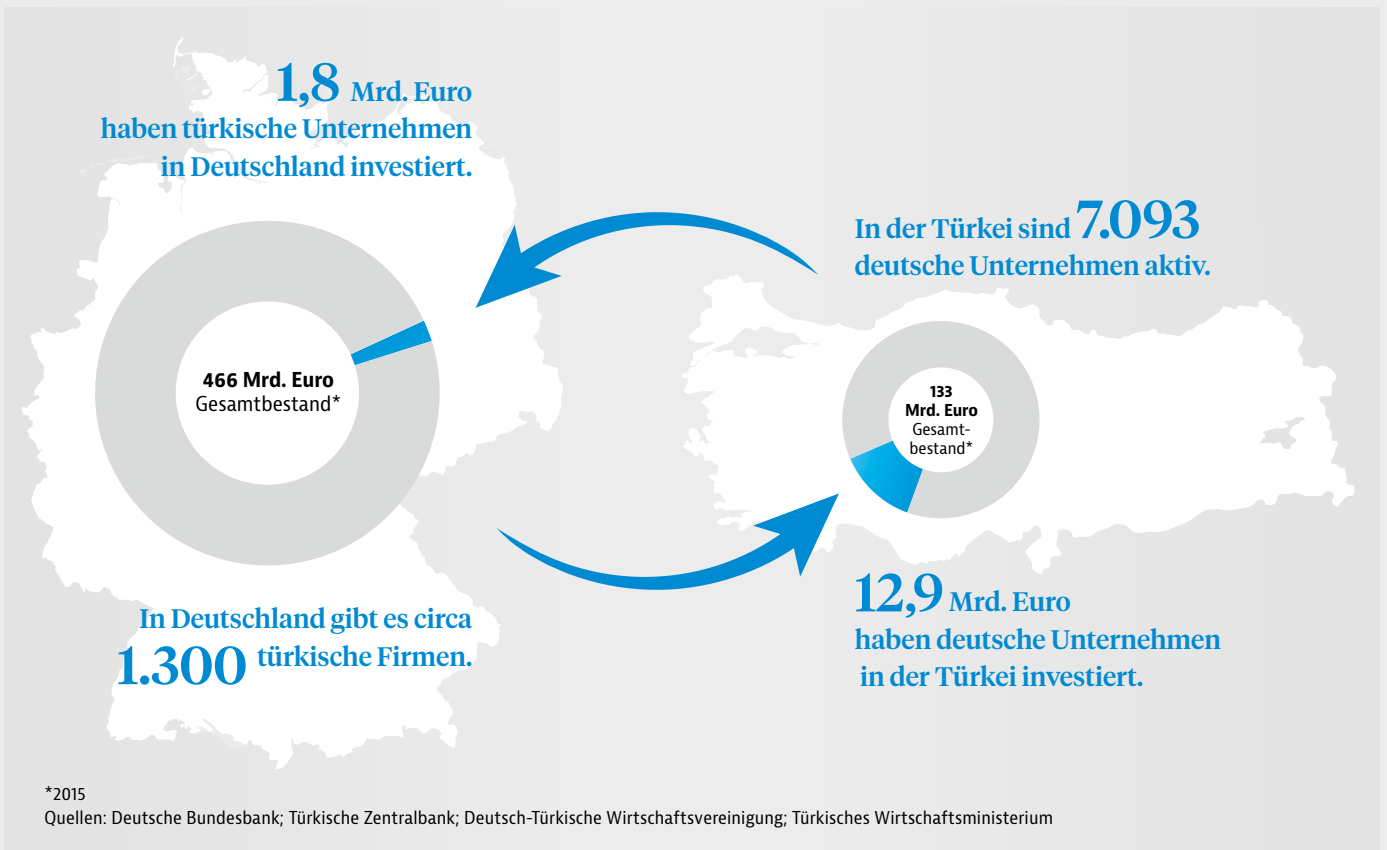 1,8 Mrd. Euro
haben türkische Unternehmen
in Deutschland investiert.
466 Mrd. Euro
Gesamtbestand*
In Deutschland gibt es circa
1.300 türkische Firmen.
In der Türkei sind 7.093
deutsche Unternehmen aktiv.
133
Mrd. Euro
Gesamt-
bestand*
12,9 Mrd. Euro
haben deutsche Unternehmen
in der Türkei investiert.
*2015
Quellen: Deutsche Bundesbank; Türkische Zentralbank; Deutsch-Türkische Wirtschaftsvereinigung; Türkisches Wirtschaftsministerium